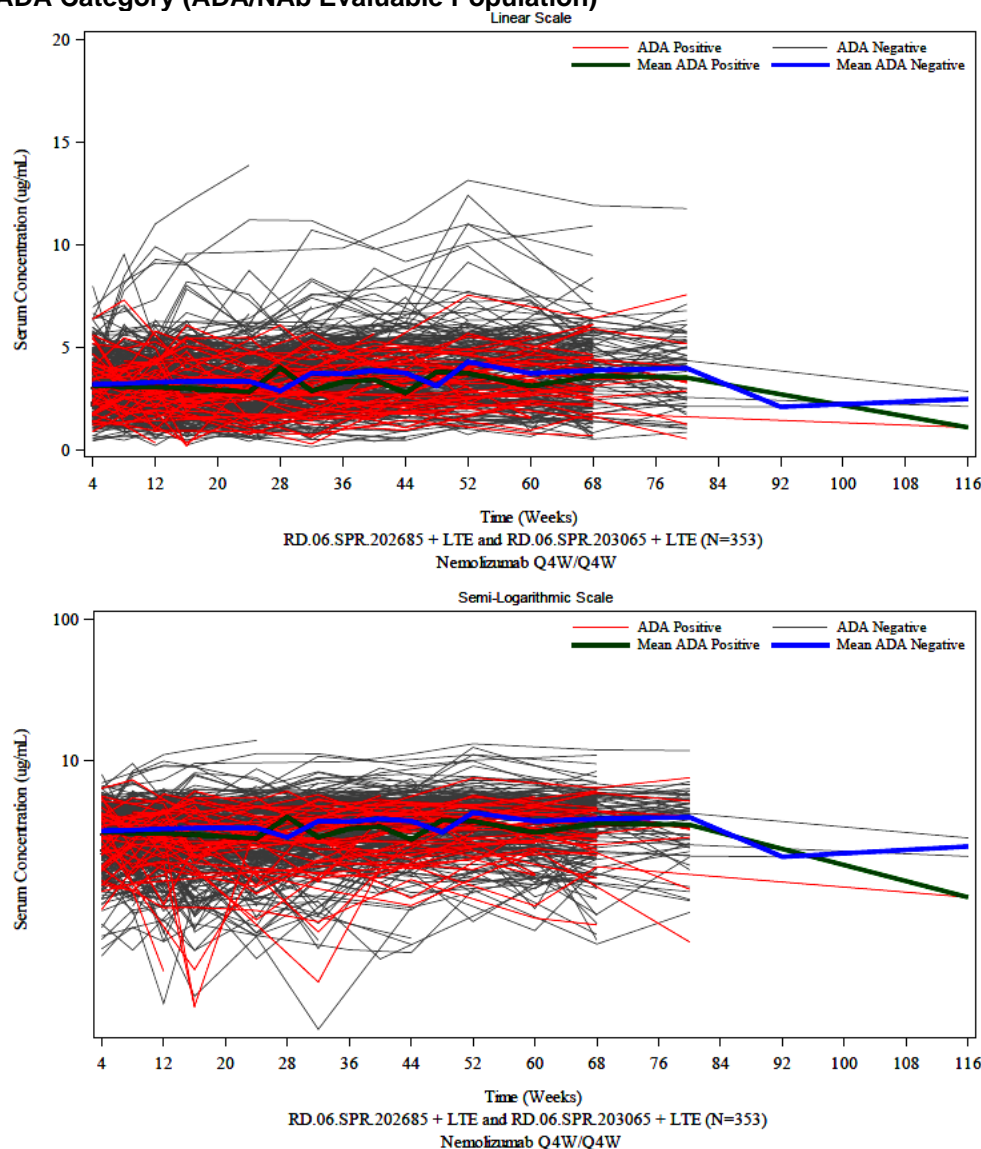 ADA Category (ADA/NAb Evaluable Population)
Linear Scale
20
15
10
5
0
Serum Concentration (ug/mL)
ADA Positive
ADA Negative
Mean ADA Positive
Mean ADA Negative
4 12 20 28 36 44 52 60 68 76 84 92 100 108 116
Time (Weeks)
RD.06.SPR.202685 + LTE and RD.06.SPR.203065 + LTE (N=353)
Nemolizumab Q4W/Q4W
Semi-Logarithmic Scale
100
10
Serum Concentration (ug/mL)
ADA Positive
ADA Negative
Mean ADA Positive
Mean ADA Negative
4 12 20 28 36 44 52 60 68 76 84 92 100 108 116
Time (Weeks)
RD.06.SPR.202685 + LTE and RD.06.SPR.203065 + LTE (N=353)
Nemolizumab Q4W/Q4W